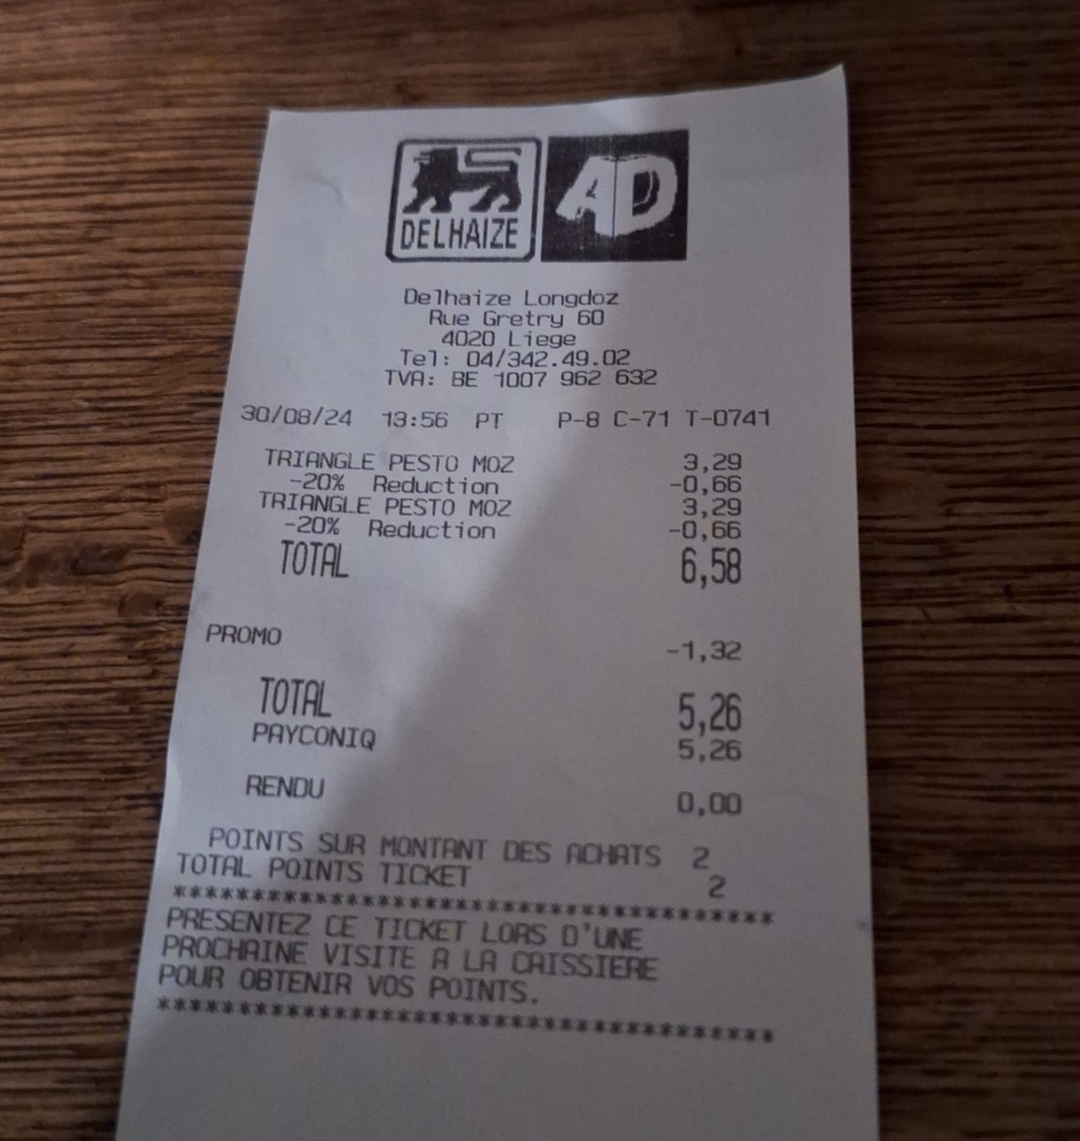 DELHAIZE AD
Delhaize Longdoz
Rue Gretry 60
4020 Liege
Tel: 04/342.49.02
TVA: BE 1007 962 632
30/08/24 13:56 PT P-8 C-71 T-0741
TRIANGLE PESTO MOZ 3,29
-20% Reduction -0,66
TRIANGLE PESTO MOZ 3,29
-20% Reduction -0,66
TOTAL 6,58
PROMO -1,32
TOTAL 5,26
PAYCONIQ 5,26
RENDU 0,00
POINTS SUR MONTANT DES ACHATS 2
TOTAL POINTS TICKET 2
**************************************
PRESENTEZ CE TICKET LORS D'UNE
PROCHAINE VISITE A LA CAISSIERE
POUR OBTENIR VOS POINTS.
**************************************